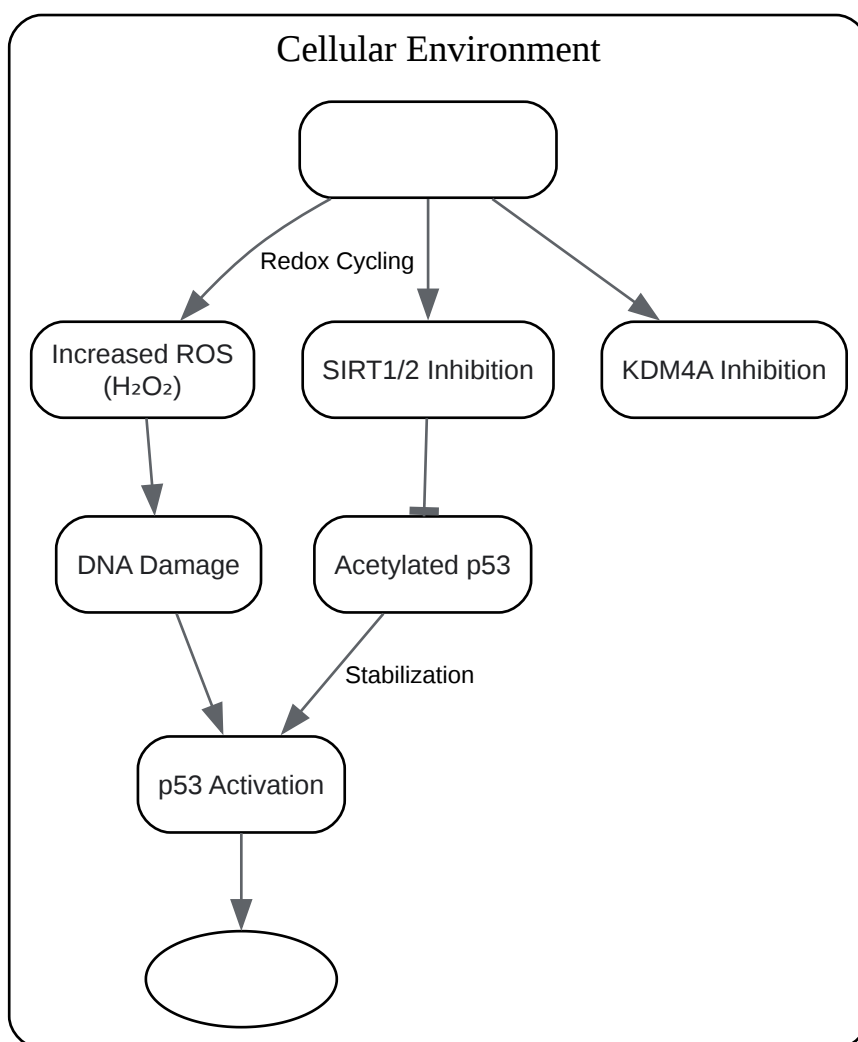 Cellular Environment
Redox Cycling
Increased ROS
(H₂O₂)
SIRT1/2 Inhibition
KDM4A Inhibition
DNA Damage
Acetylated p53
Stabilization
p53 Activation